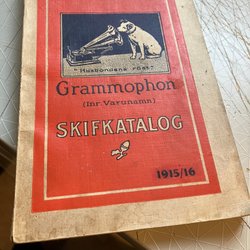 "Husbondens röst"
Grammophon
(Inr. Varunamn)
SKIFKATALOG
1915/16